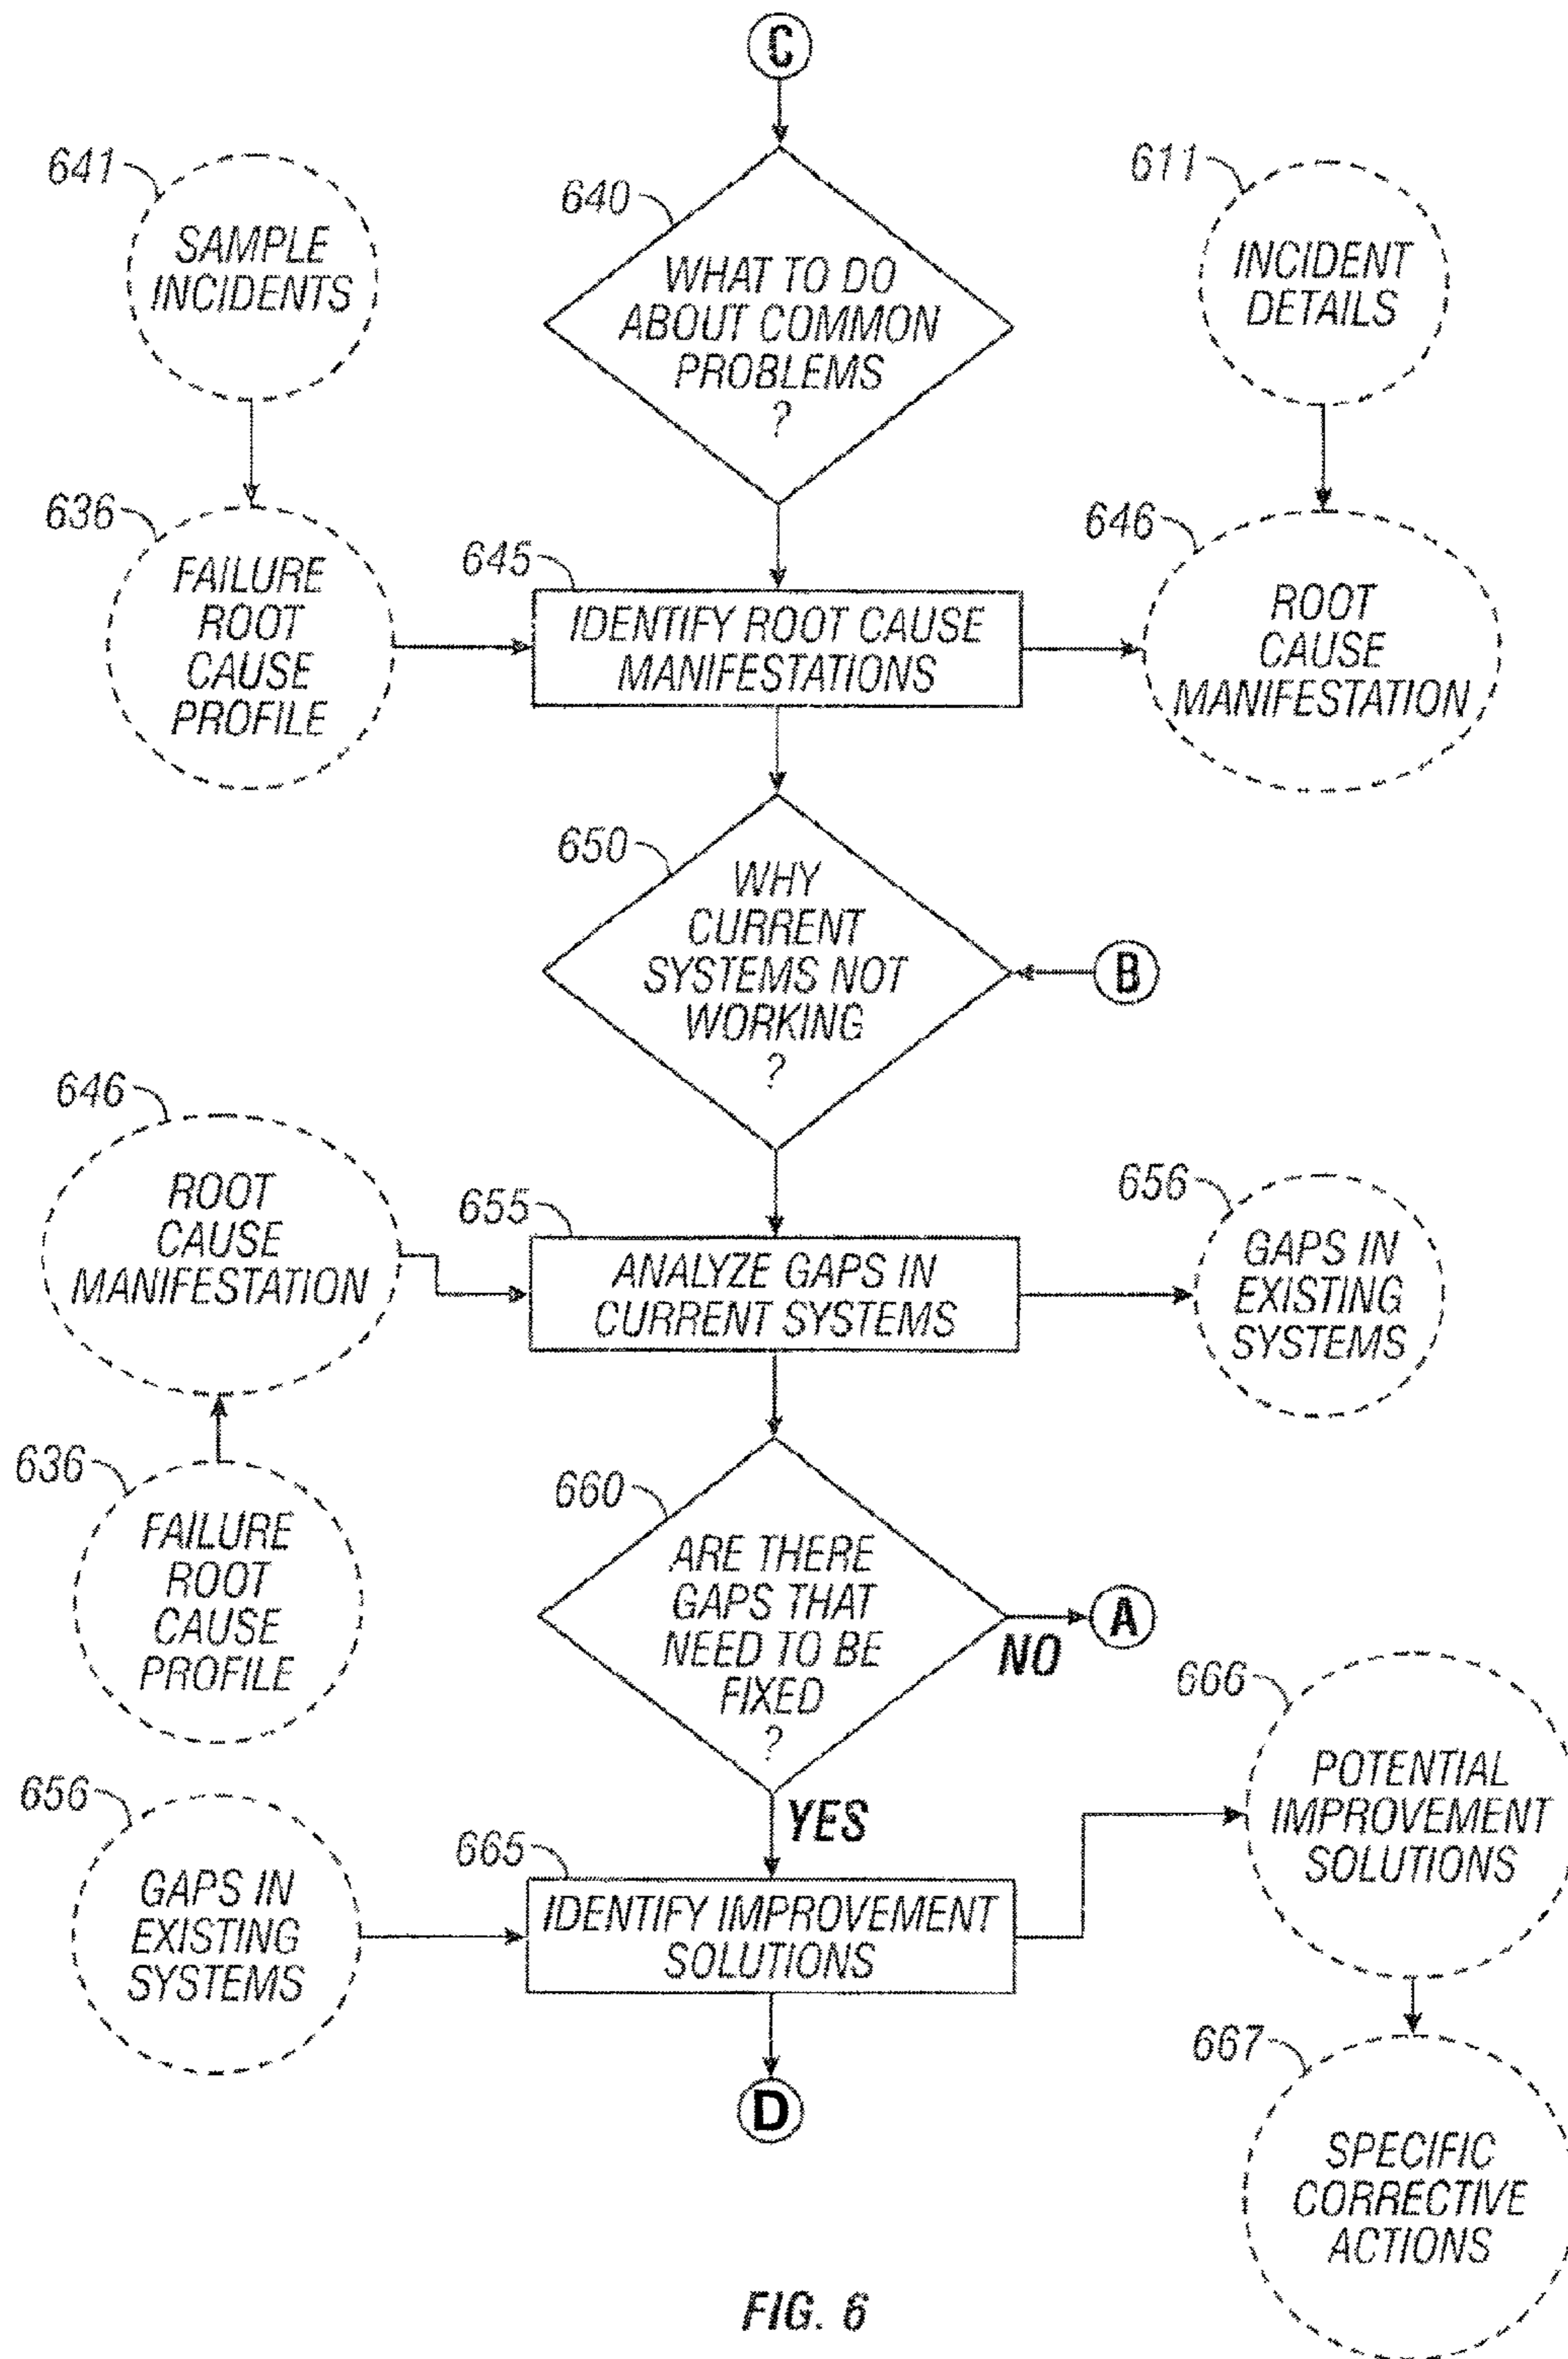 C
641
SAMPLE
INCIDENTS
640
WHAT TO DO
ABOUT COMMON
PROBLEMS
?
611
INCIDENT
DETAILS
636
FAILURE
ROOT
CAUSE
PROFILE
645
IDENTIFY ROOT CAUSE
MANIFESTATIONS
646
ROOT
CAUSE
MANIFESTATION
650
WHY
CURRENT
SYSTEMS NOT
WORKING
?
B
646
ROOT
CAUSE
MANIFESTATION
655
ANALYZE GAPS IN
CURRENT SYSTEMS
656
GAPS IN
EXISTING
SYSTEMS
636
FAILURE
ROOT
CAUSE
PROFILE
660
ARE THERE
GAPS THAT
NEED TO BE
FIXED
?
NO
A
YES
656
GAPS IN
EXISTING
SYSTEMS
665
IDENTIFY IMPROVEMENT
SOLUTIONS
666
POTENTIAL
IMPROVEMENT
SOLUTIONS
D
667
SPECIFIC
CORRECTIVE
ACTIONS
FIG. 6